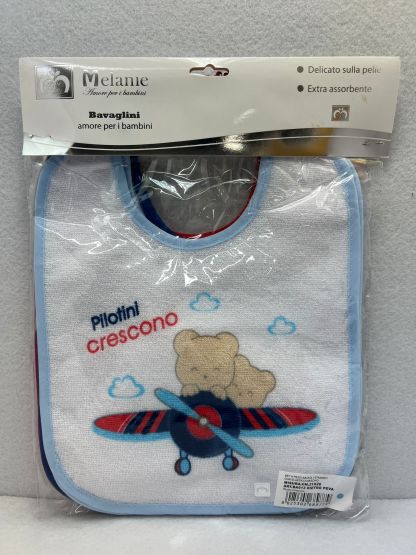 Melanie
Amore per i bambini
Bavaglini
amore per i bambini
Delicato sulla pelle
Extra assorbente
Pilotini
crescono